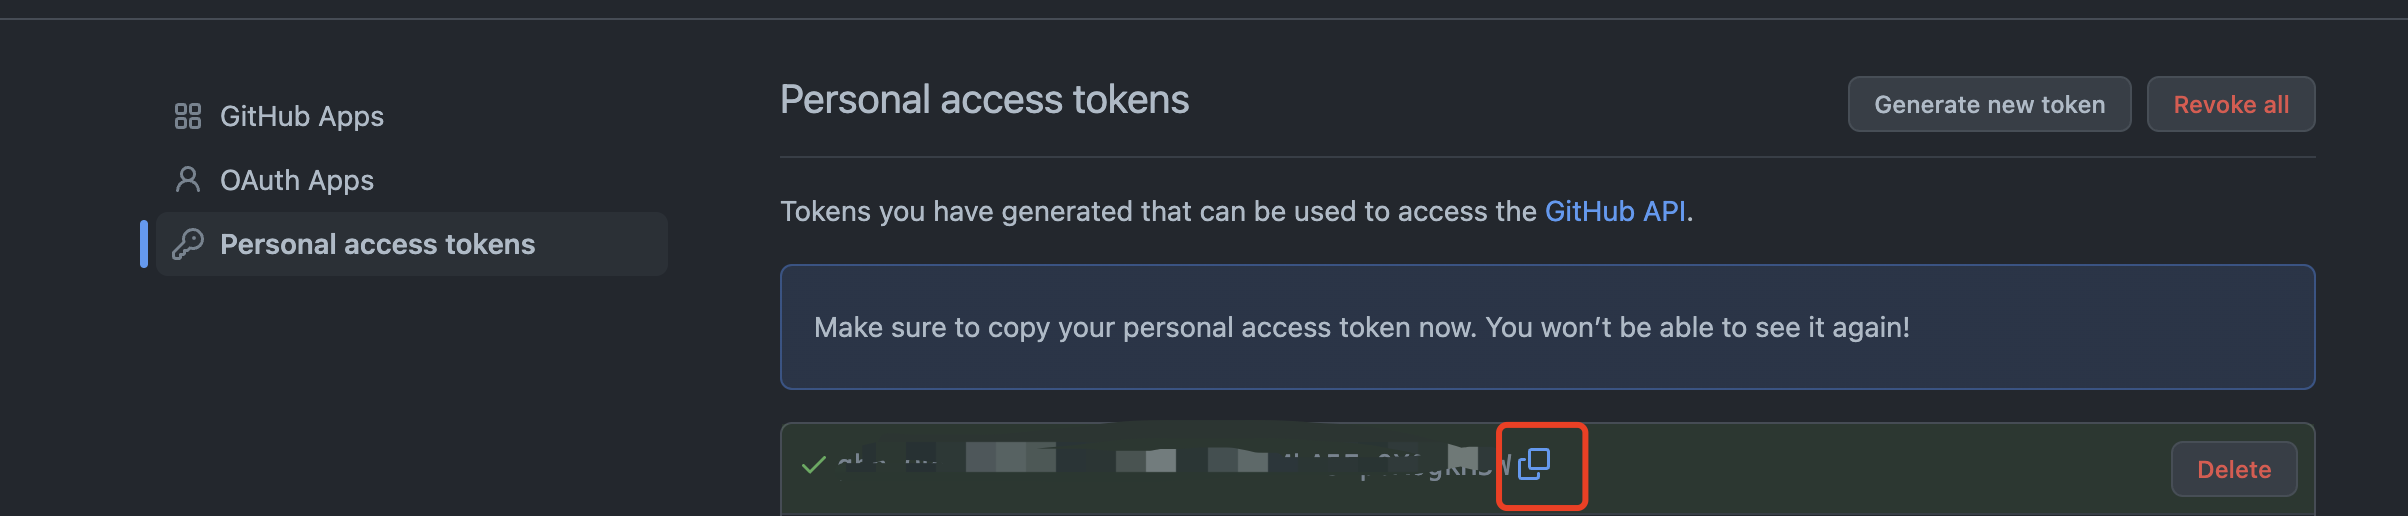 GitHub Apps
OAuth Apps
Personal access tokens
Personal access tokens
Generate new token
Revoke all
Tokens you have generated that can be used to access the GitHub API.
Make sure to copy your personal access token now. You won't be able to see it again!
Delete